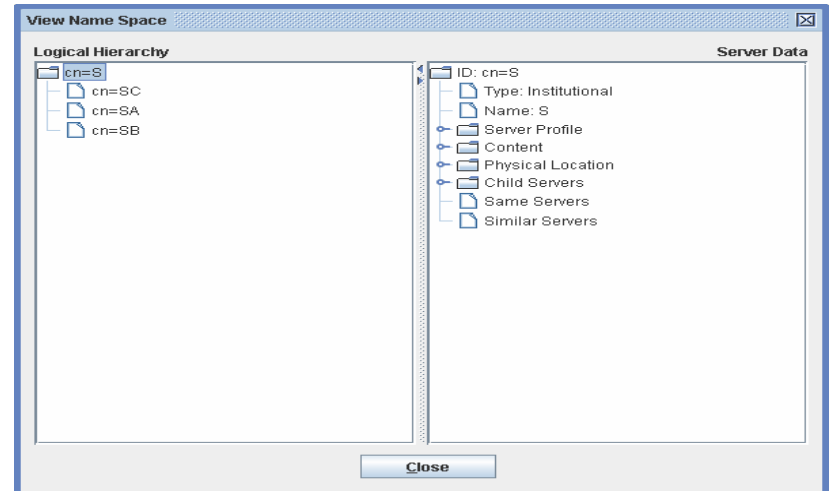 View Name Space
Logical Hierarchy
cn=S
cn=SC
cn=SA
cn=SB
Server Data
ID: cn=S
Type: Institutional
Name: S
Server Profile
Content
Physical Location
Child Servers
Same Servers
Similar Servers
Close